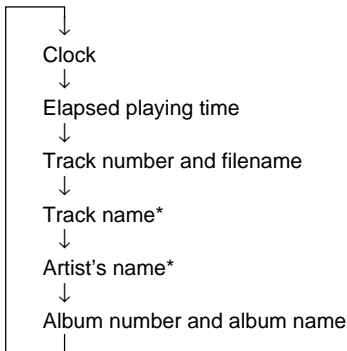 Clock
Elapsed playing time
Track number and filename
Track name*
Artist's name*
Album number and album name